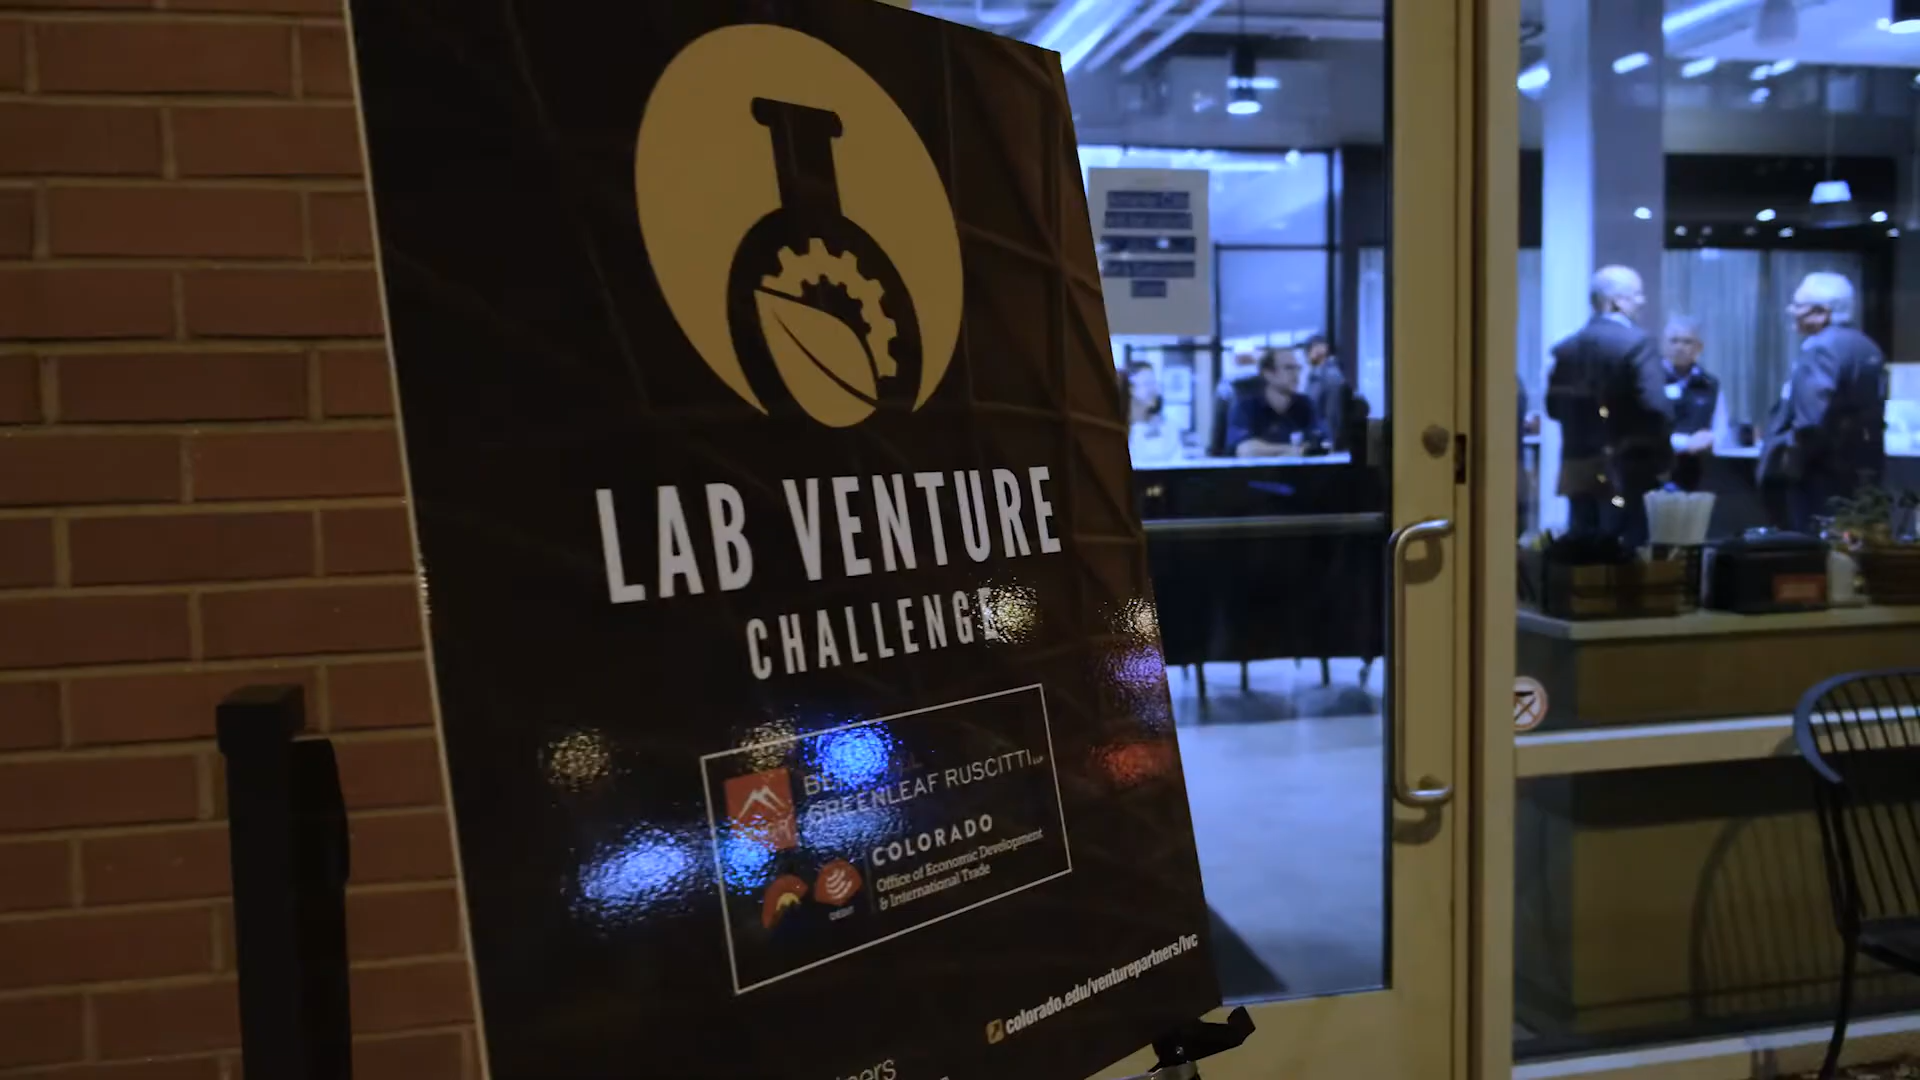 LAB VENTURE
CHALLENGE
GREENLEAF RUSCITTI LLP
COLORADO
Office of Economic Development
& International Trade
colorado.edu/venturepartners/lvc